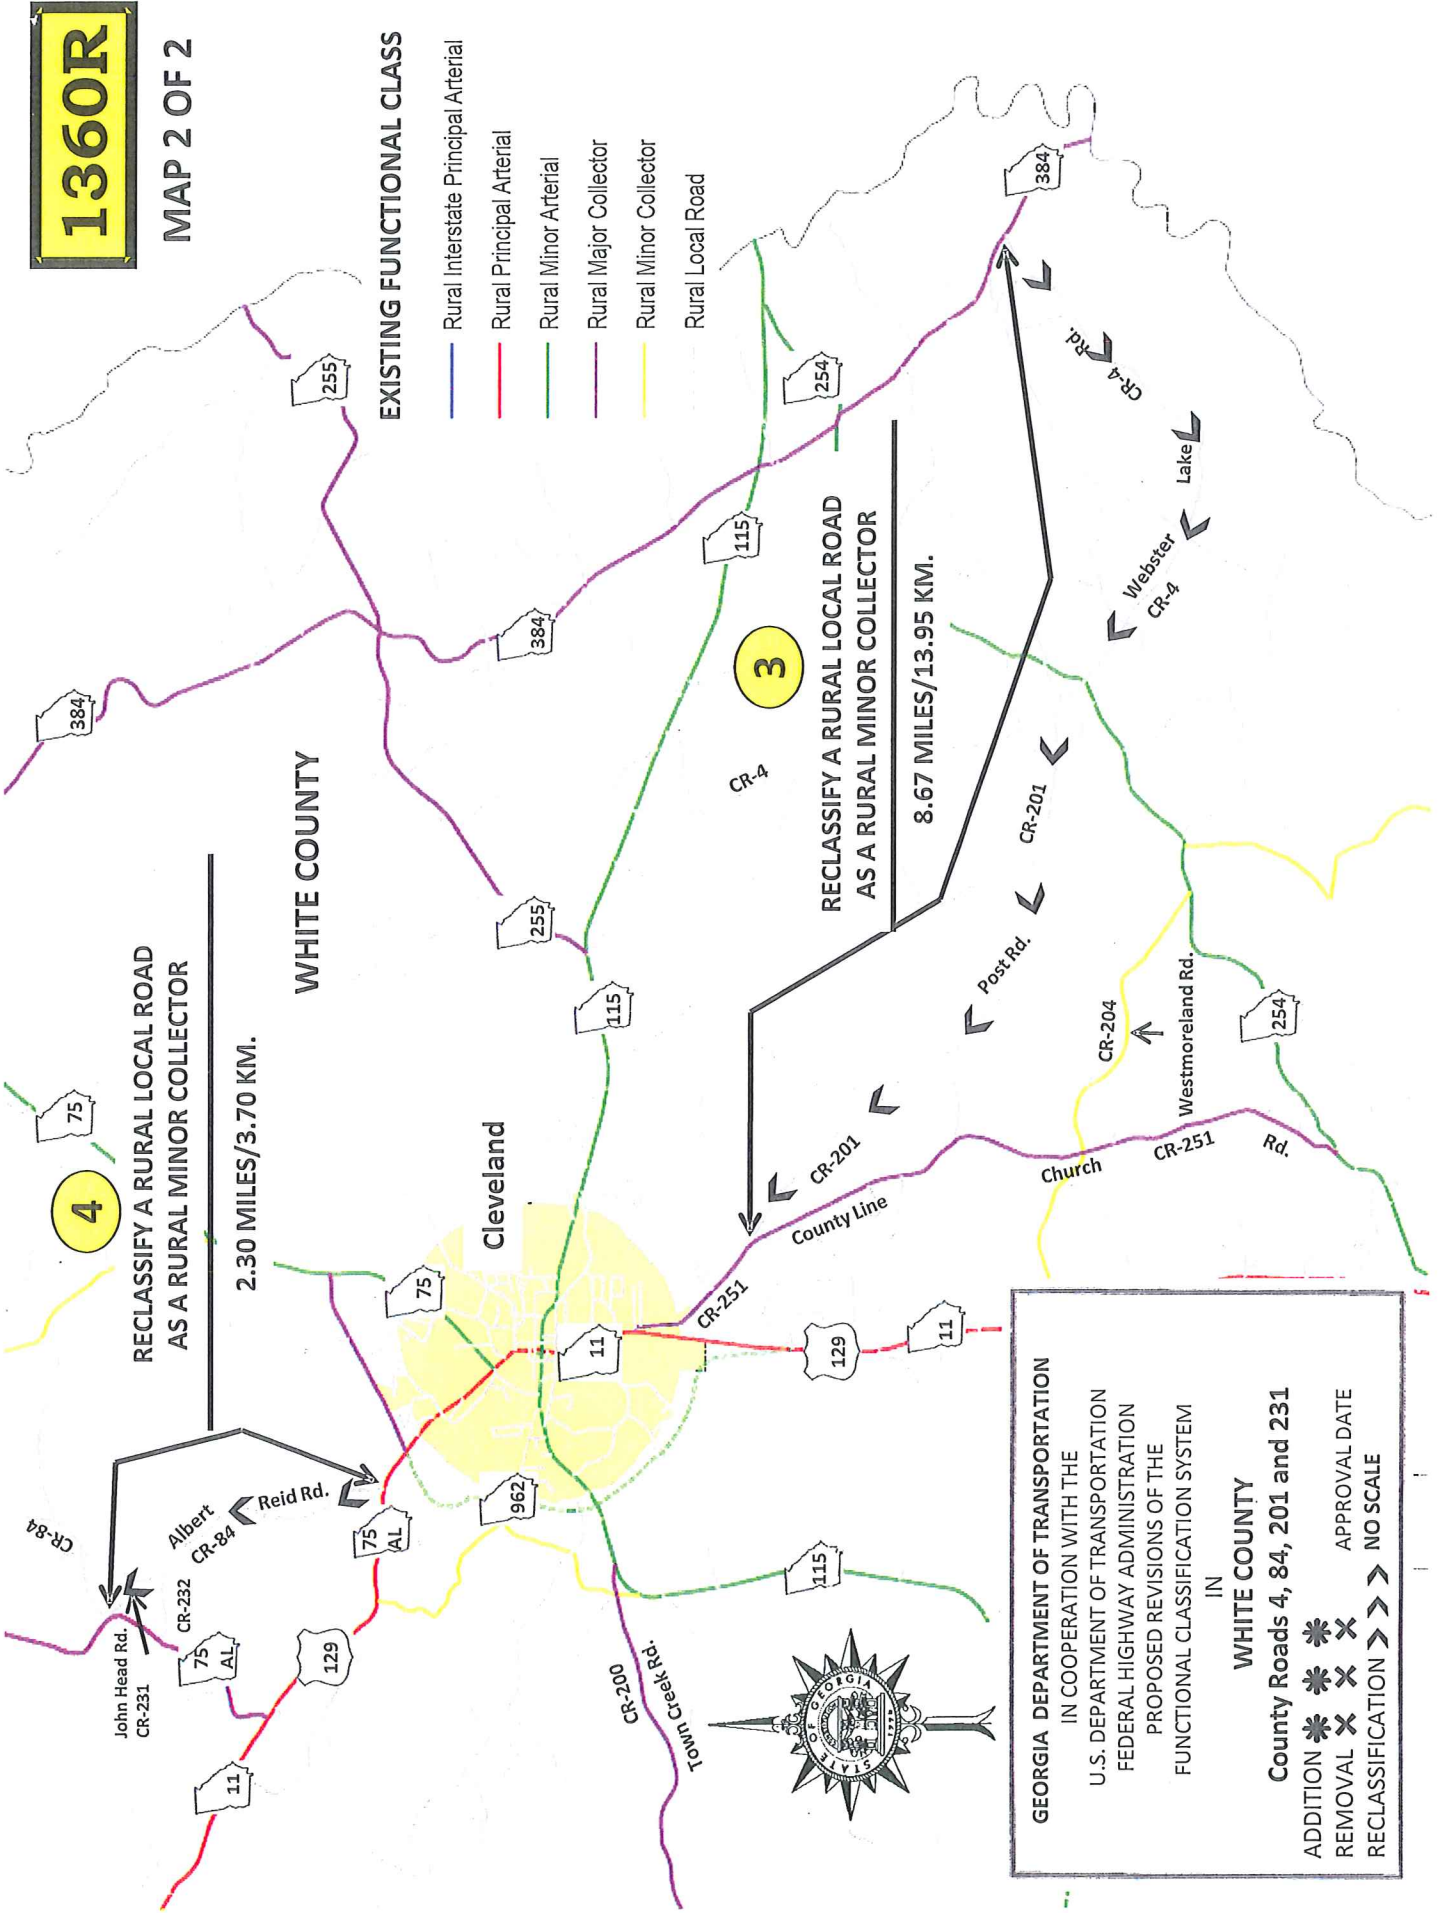 1360R
MAP 2 OF 2
EXISTING FUNCTIONAL CLASS
Rural Interstate Principal Arterial
Rural Principal Arterial
Rural Minor Arterial
Rural Major Collector
Rural Minor Collector
Rural Local Road
4
RECLASSIFY A RURAL LOCAL ROAD
AS A RURAL MINOR COLLECTOR
2.30 MILES/3.70 KM.
WHITE COUNTY
3
RECLASSIFY A RURAL LOCAL ROAD
AS A RURAL MINOR COLLECTOR
8.67 MILES/13.95 KM.
Cleveland
CR-84
John Head Rd.
CR-231
CR-232
Albert
CR-84
Reid Rd.
11
129
75
AL
75
AL
962
75
75
384
255
384
255
115
115
254
384
11
129
11
115
254
CR-4
CR-200
Town Creek Rd.
CR-251
County Line
CR-201
Church
CR-251
Rd.
CR-204
Westmoreland Rd.
Post Rd.
CR-201
Webster
CR-4
Lake
CR-4
Rd.
STATE OF GEORGIA
1776
GEORGIA DEPARTMENT OF TRANSPORTATION
IN COOPERATION WITH THE
U.S. DEPARTMENT OF TRANSPORTATION
FEDERAL HIGHWAY ADMINISTRATION
PROPOSED REVISIONS OF THE
FUNCTIONAL CLASSIFICATION SYSTEM
IN
WHITE COUNTY
County Roads 4, 84, 201 and 231
ADDITION
REMOVAL X X X APPROVAL DATE
RECLASSIFICATION > > > NO SCALE